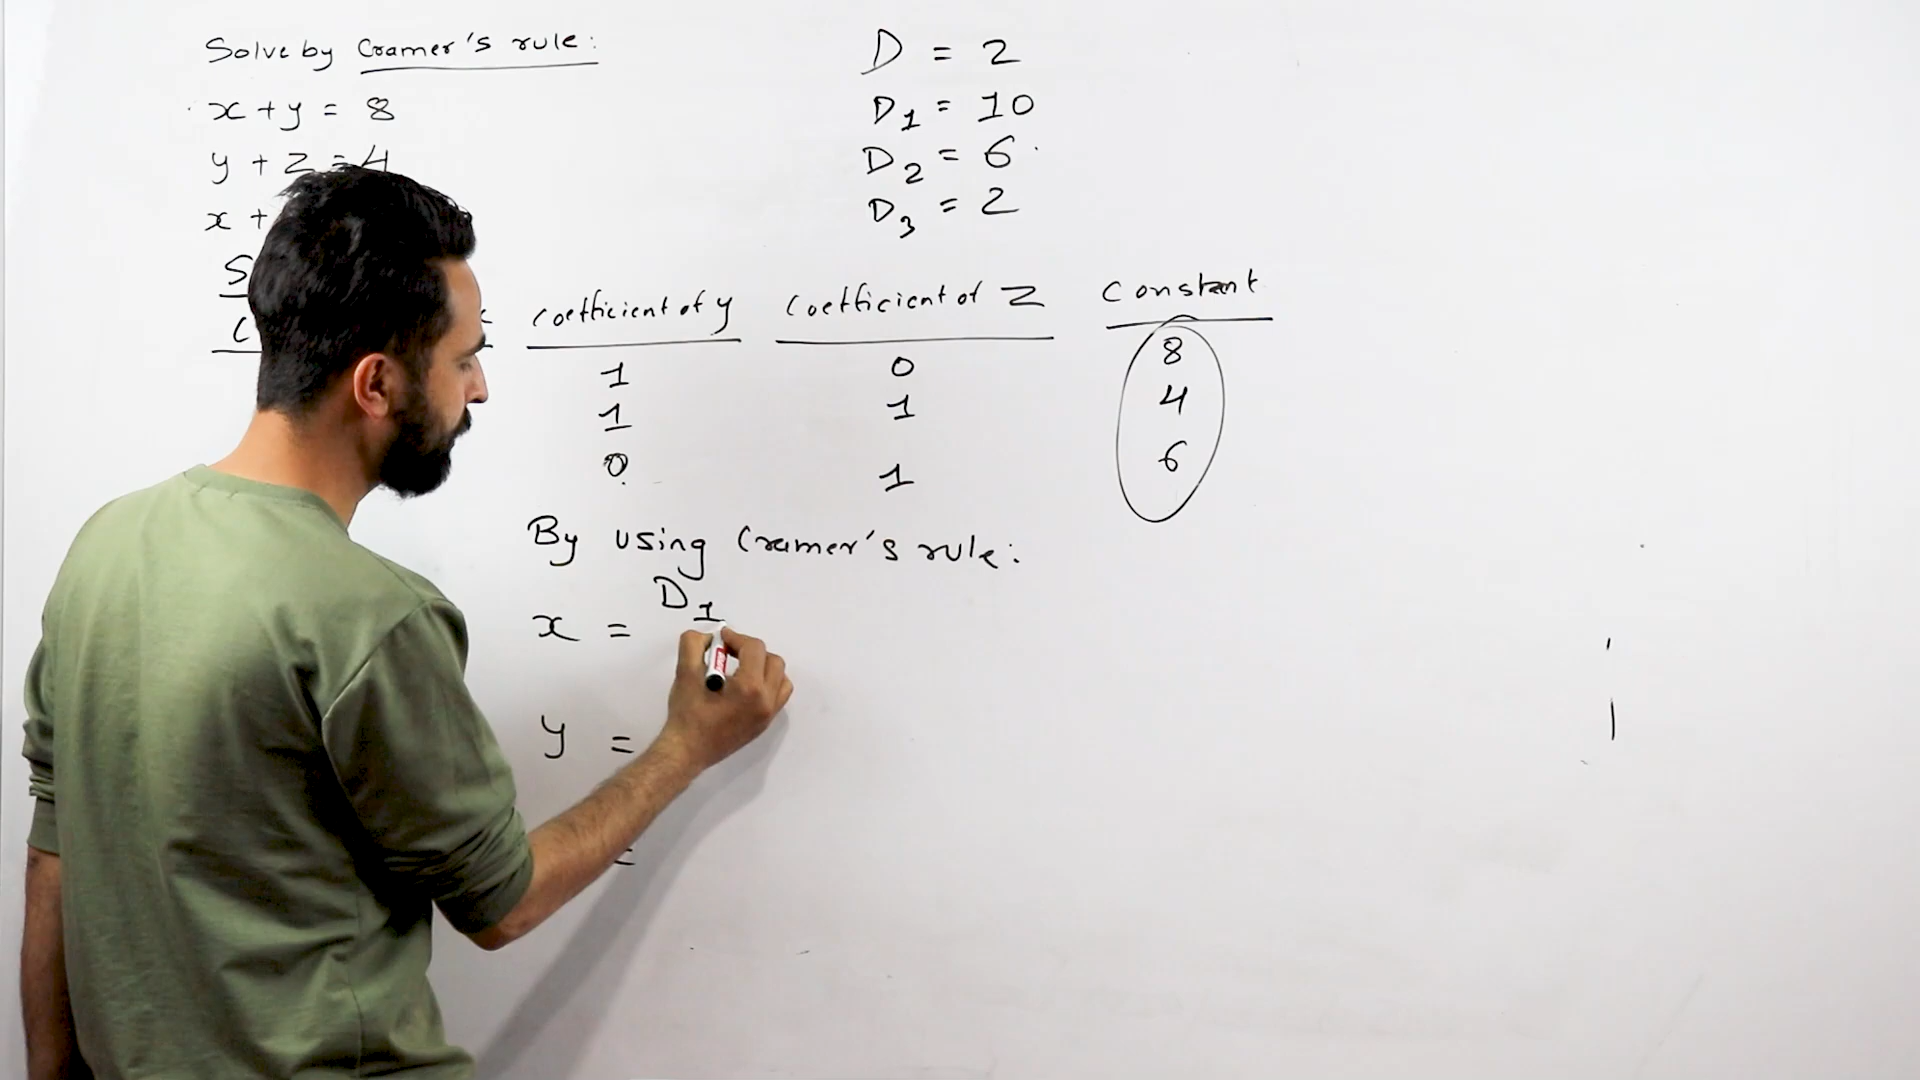 Solve by Cramer's rule:
x + y = 8
y + z = 4
x +
S
C
D = 2
D1 = 10
D2 = 6
D3 = 2
coefficient of y coefficient of z Constant
1 0 8
1 1 4
0 1 6
By using Cramer's rule:
x = D1
y =
=